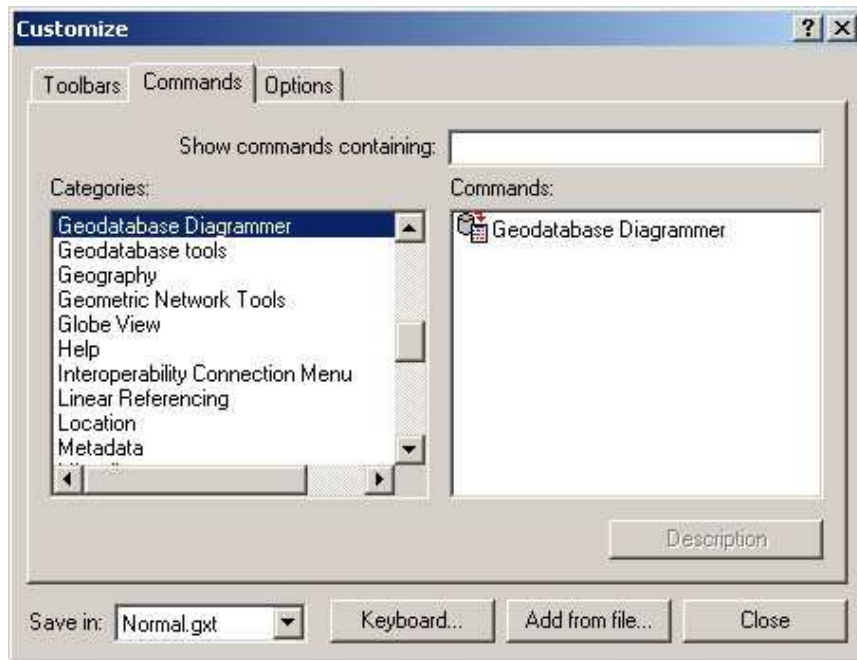 Customize
Toolbars Commands Options
Show commands containing:
Categories:
Commands:
Geodatabase Diagrammer
Geodatabase tools
Geography
Geometric Network Tools
Globe View
Help
Interoperability Connection Menu
Linear Referencing
Location
Metadata
Geodatabase Diagrammer
Description
Save in: Normal.gxt Keyboard... Add from file... Close